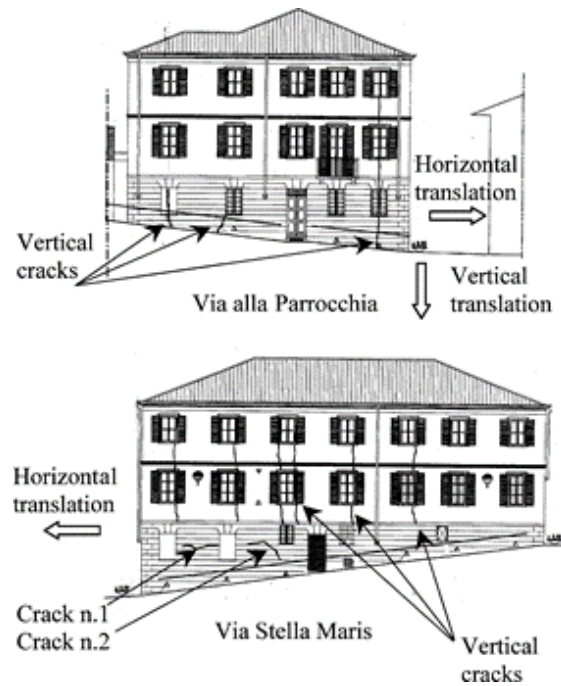 Horizontal
translation
Vertical
cracks
Vertical
translation
Via alla Parrocchia
Horizontal
translation
Crack n.1
Crack n.2
Via Stella Maris
Vertical
cracks